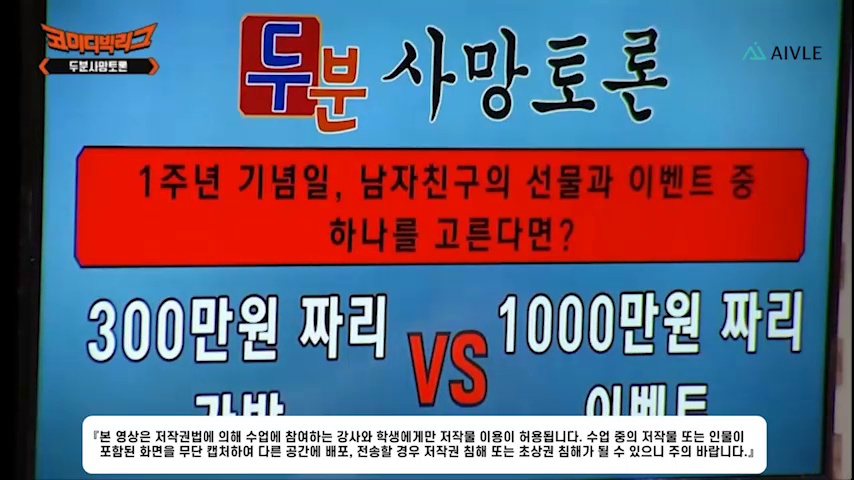 코미디빅리그
두분사망토론
AIVLE
두분 사망토론
1주년 기념일, 남자친구의 선물과 이벤트 중
하나를 고른다면?
300만원 짜리
VS
1000만원 짜리
가방
이벤트
『본 영상은 저작권법에 의해 수업에 참여하는 강사와 학생에게만 저작물 이용이 허용됩니다. 수업 중의 저작물 또는 인물이
포함된 화면을 무단 캡처하여 다른 공간에 배포, 전송할 경우 저작권 침해 또는 초상권 침해가 될 수 있으니 주의 바랍니다.』